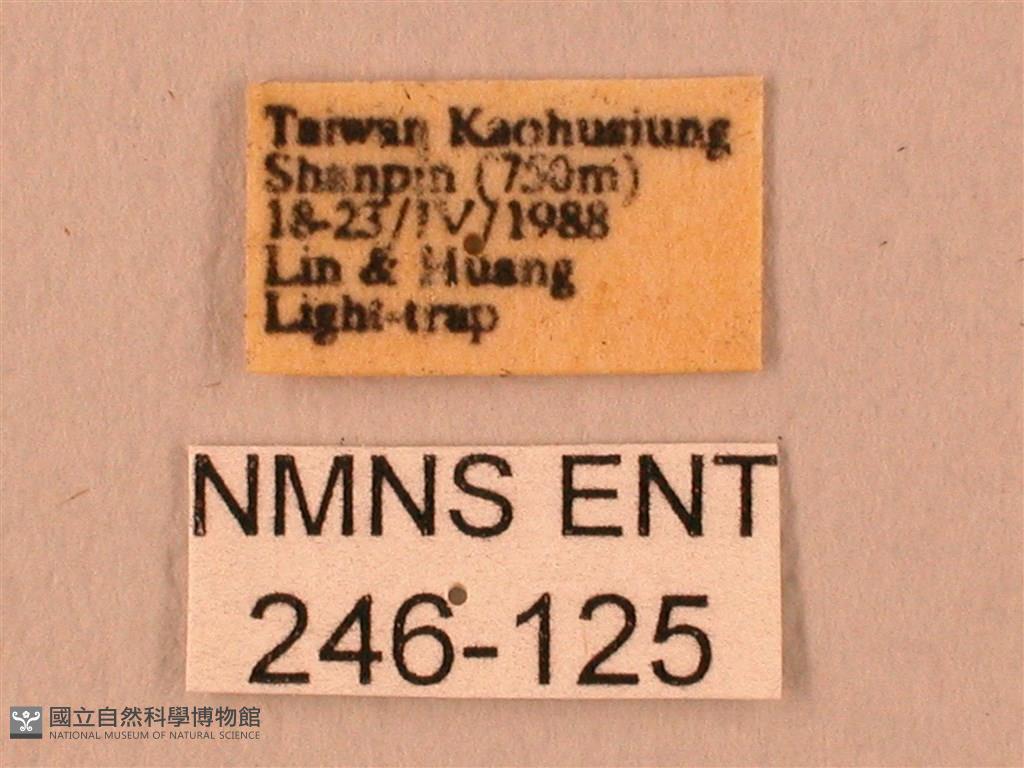 Taiwan Kaohusiung
Shanpin (750m)
18-23/IV/1988
Lin & Huang
Light-trap
NMNS ENT
246-125
國立自然科學博物館
NATIONAL MUSEUM OF NATURAL SCIENCE